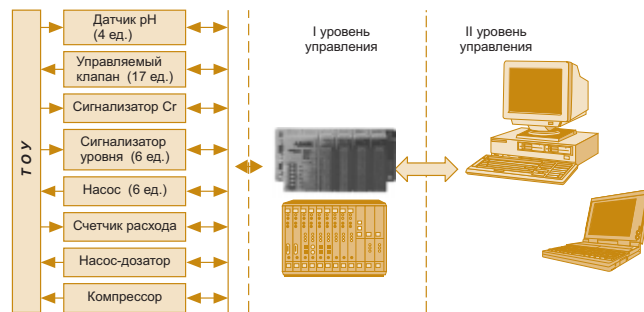 ТОУ
Датчик pH
(4 ед.)
Управляемый
клапан (17 ед.)
Сигнализатор Cr
Сигнализатор
уровня (6 ед.)
Насос (6 ед.)
Счетчик расхода
Насос-дозатор
Компрессор
I уровень
управления
II уровень
управления